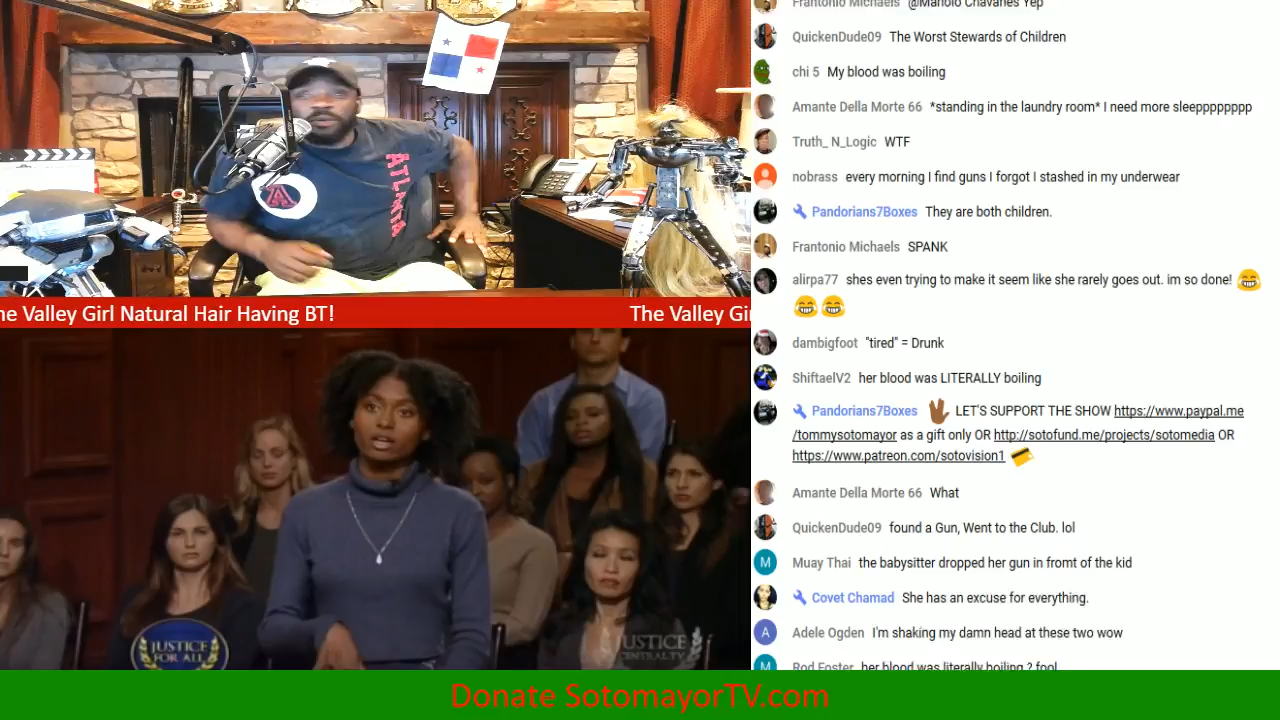 ATLANTA
he Valley Girl Natural Hair Having BT!
The Valley Gir
JUSTICE
FOR ALL
JUSTICE
CENTRAL.TV
Frantonio Michaels @Manolo Chavanes Yep
QuickenDude09 The Worst Stewards of Children
chi 5 My blood was boiling
Amante Della Morte 66 *standing in the laundry room* I need more sleeppppppppp
Truth_ N_Logic WTF
nobrass every morning I find guns I forgot I stashed in my underwear
Pandorians7Boxes They are both children.
Frantonio Michaels SPANK
alirpa77 shes even trying to make it seem like she rarely goes out. im so done! 😂
😂😂
dambigfoot "tired" = Drunk
ShiftaelV2 her blood was LITERALLY boiling
Pandorians7Boxes 🖖🏾 LET'S SUPPORT THE SHOW https://www.paypal.me
/tommysotomayor as a gift only OR http://sotofund.me/projects/sotomedia OR
https://www.patreon.com/sotovision1 💳
Amante Della Morte 66 What
QuickenDude09 found a Gun, Went to the Club. lol
M Muay Thai the babysitter dropped her gun in fromt of the kid
Covet Chamad She has an excuse for everything.
A Adele Ogden I'm shaking my damn head at these two wow
M Rod Foster her blood was literally boiling ? fool
Donate SotomayorTV.com